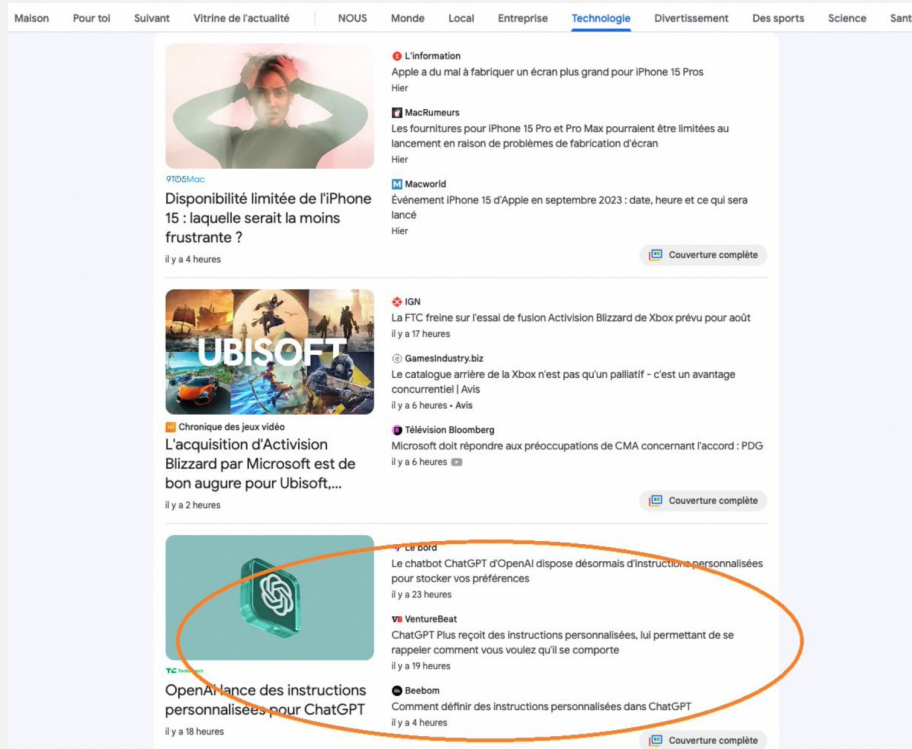 Maison Pour toi Suivant Vitrine de l'actualité NOUS Monde Local Entreprise Technologie Divertissement Des sports Science Sant
9TO5Mac
Disponibilité limitée de l'iPhone
15 : laquelle serait la moins
frustrante ?
il y a 4 heures
L'information
Apple a du mal à fabriquer un écran plus grand pour iPhone 15 Pros
Hier
MacRumeurs
Les fournitures pour iPhone 15 Pro et Pro Max pourraient être limitées au
lancement en raison de problèmes de fabrication d'écran
Hier
Macworld
Événement iPhone 15 d'Apple en septembre 2023 : date, heure et ce qui sera
lancé
Hier
Couverture complète
UBISOFT
Chronique des jeux vidéo
L'acquisition d'Activision
Blizzard par Microsoft est de
bon augure pour Ubisoft,...
il y a 2 heures
IGN
La FTC freine sur l'essai de fusion Activision Blizzard de Xbox prévu pour août
il y a 17 heures
GamesIndustry.biz
Le catalogue arrière de la Xbox n'est pas qu'un palliatif - c'est un avantage
concurrentiel | Avis
il y a 6 heures • Avis
Télévision Bloomberg
Microsoft doit répondre aux préoccupations de CMA concernant l'accord : PDG
il y a 6 heures
Couverture complète
TC
OpenAI lance des instructions
personnalisées pour ChatGPT
il y a 18 heures
Le bord
Le chatbot ChatGPT d'OpenAI dispose désormais d'instructions personnalisées
pour stocker vos préférences
il y a 23 heures
VB VentureBeat
ChatGPT Plus reçoit des instructions personnalisées, lui permettant de se
rappeler comment vous voulez qu'il se comporte
il y a 19 heures
Beebom
Comment définir des instructions personnalisées dans ChatGPT
il y a 4 heures
Couverture complète